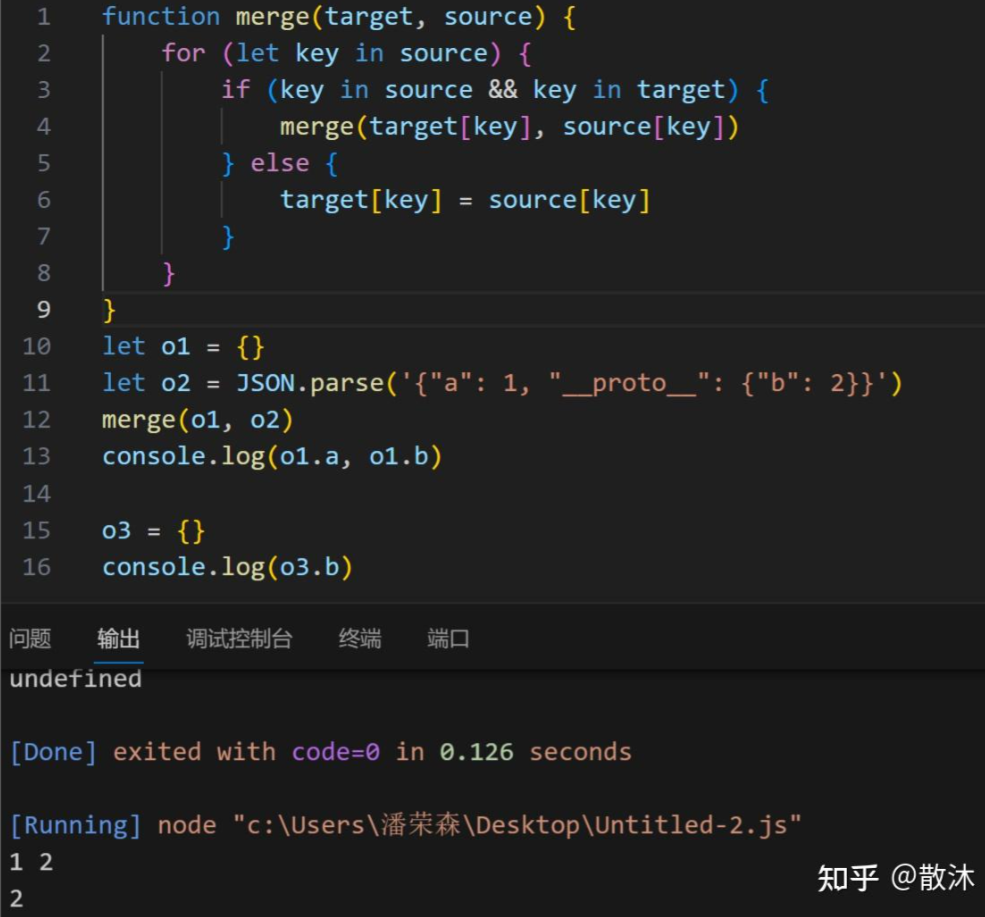 1 function merge(target, source) {
2     for (let key in source) {
3         if (key in source && key in target) {
4             merge(target[key], source[key])
5         } else {
6             target[key] = source[key]
7         }
8     }
9 }
10 let o1 = {}
11 let o2 = JSON.parse('{"a": 1, "__proto__": {"b": 2}}')
12 merge(o1, o2)
13 console.log(o1.a, o1.b)
14
15 o3 = {}
16 console.log(o3.b)
问题 输出 调试控制台 终端 端口
undefined
[Done] exited with code=0 in 0.126 seconds
[Running] node "c:\Users\潘荣森\Desktop\Untitled-2.js"
1 2
2
知乎 @散沐